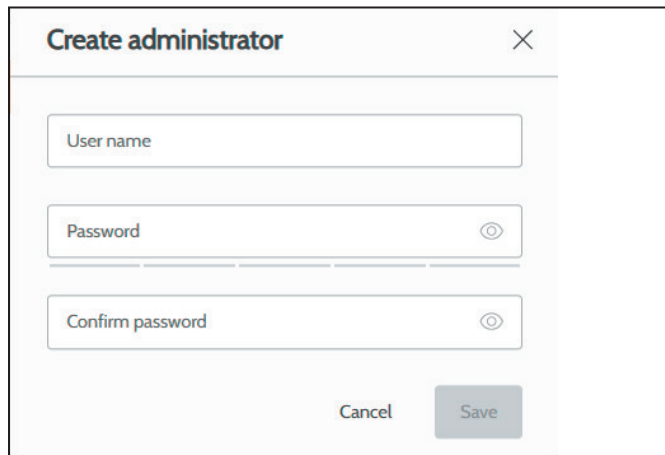 Create administrator
User name
Password
Confirm password
Cancel Save